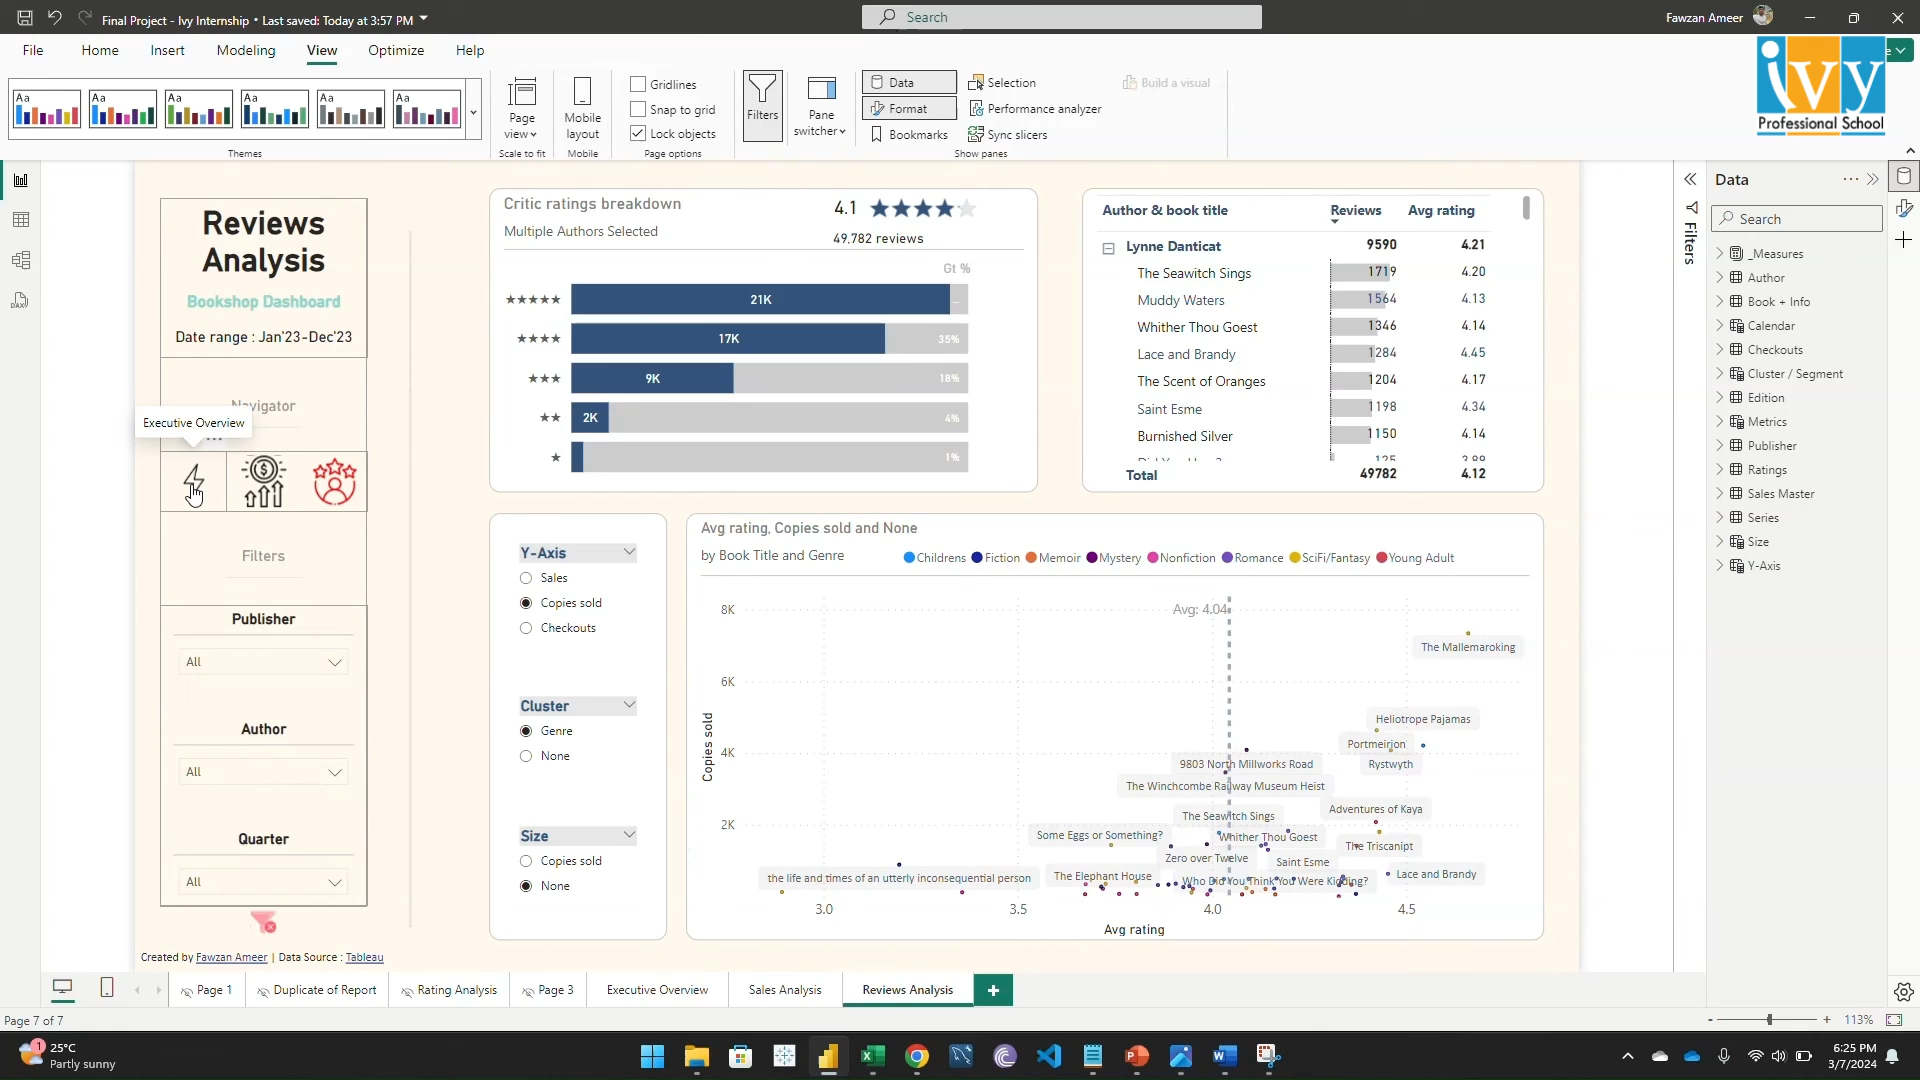 Final Project - Ivy Internship • Last saved: Today at 3:57 PM
Search
Fawzan Ameer
File
Home
Insert
Modeling
View
Optimize
Help
Aa
Aa
Aa
Aa
Aa
Aa
Themes
Page view
Scale to fit
Mobile layout
Mobile
Gridlines
Snap to grid
Lock objects
Page options
Filters
Pane switcher
Data
Format
Bookmarks
Selection
Performance analyzer
Sync slicers
Show panes
Build a visual
ivy
Professional School
Reviews
Analysis
Bookshop Dashboard
Date range : Jan'23-Dec'23
Navigator
Executive Overview
Filters
Publisher
All
Author
All
Quarter
All
Created by Fawzan Ameer | Data Source : Tableau
Critic ratings breakdown
Multiple Authors Selected
4.1
49,782 reviews
Gt %
★★★★★ 21K ...
★★★★ 17K 35%
★★★ 9K 18%
★★ 2K 4%
★ 1%
Author & book title Reviews Avg rating
Lynne Danticat 9590 4.21
The Seawitch Sings 1719 4.20
Muddy Waters 1564 4.13
Whither Thou Goest 1346 4.14
Lace and Brandy 1284 4.45
The Scent of Oranges 1204 4.17
Saint Esme 1198 4.34
Burnished Silver 1150 4.14
Total 49782 4.12
Y-Axis
Sales
Copies sold
Checkouts
Cluster
Genre
None
Size
Copies sold
None
Avg rating, Copies sold and None
by Book Title and Genre
Childrens Fiction Memoir Mystery Nonfiction Romance SciFi/Fantasy Young Adult
8K
6K
4K
2K
Copies sold
Avg: 4.04
The Mallemaroking
Heliotrope Pajamas
Portmeirion
9803 North Millworks Road
Rystwyth
The Winchcombe Railway Museum Heist
Adventures of Kaya
The Seawitch Sings
Some Eggs or Something?
Whither Thou Goest
The Triscanipt
Zero over Twelve
Saint Esme
the life and times of an utterly inconsequential person
The Elephant House
Who Did You Think You Were Kidding?
Lace and Brandy
3.0
3.5
4.0
4.5
Avg rating
Filters
Data
Search
_Measures
Author
Book + Info
Calendar
Checkouts
Cluster / Segment
Edition
Metrics
Publisher
Ratings
Sales Master
Series
Size
Y-Axis
Page 1
Duplicate of Report
Rating Analysis
Page 3
Executive Overview
Sales Analysis
Reviews Analysis
Page 7 of 7
113%
1
25°C
Partly sunny
6:25 PM
3/7/2024